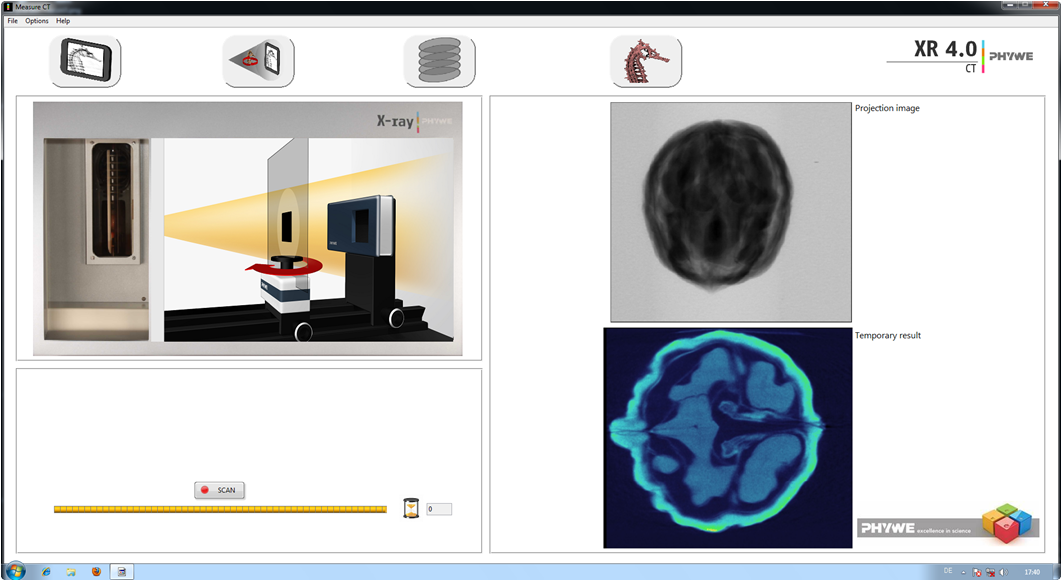 Measure CT
File Options Help
XR 4.0
CT
PHYWE
X-ray
PHYWE
Projection image
Temporary result
SCAN
0
PHYWE excellence in science
DE
17:40